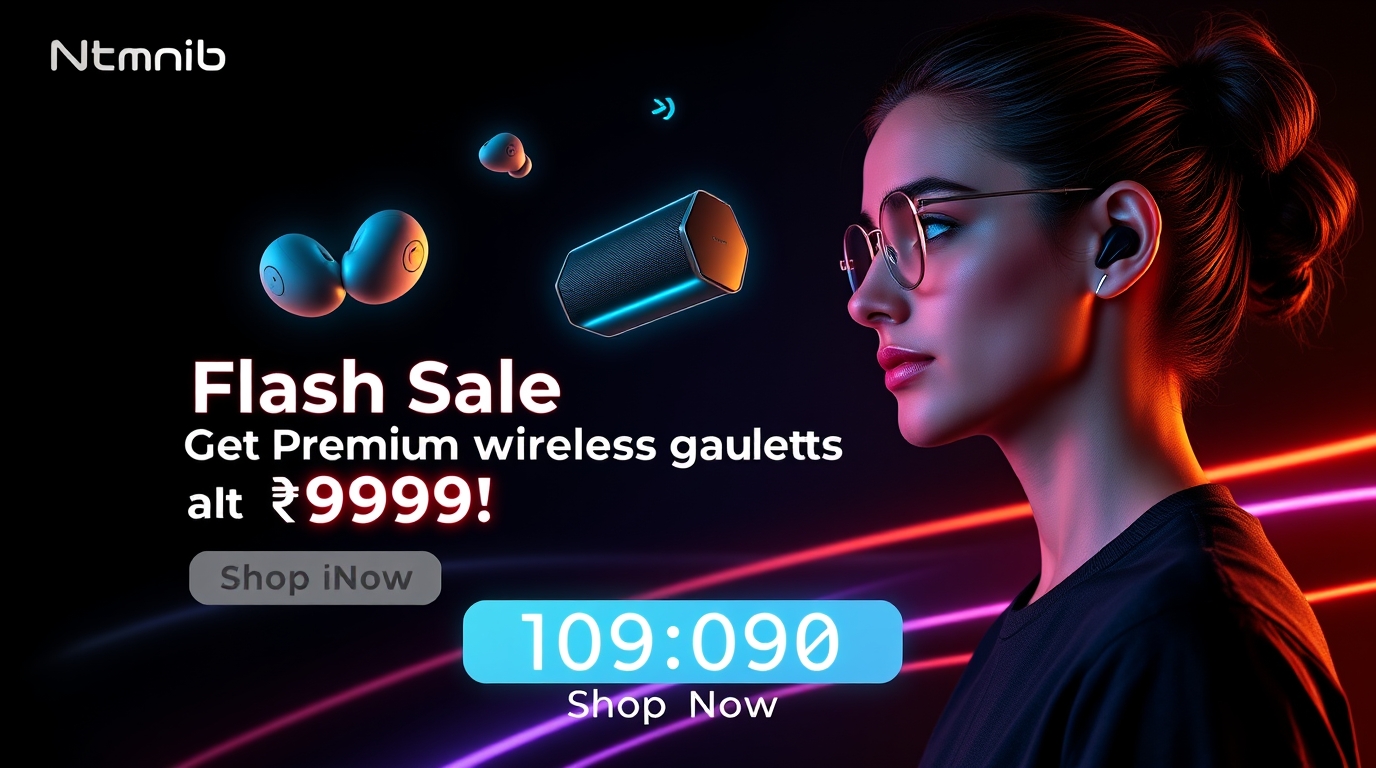 Ntmnib
Flash Sale
Get Premium wireless gauletts
alt ₹9999!
Shop iNow
109:090
Shop Now